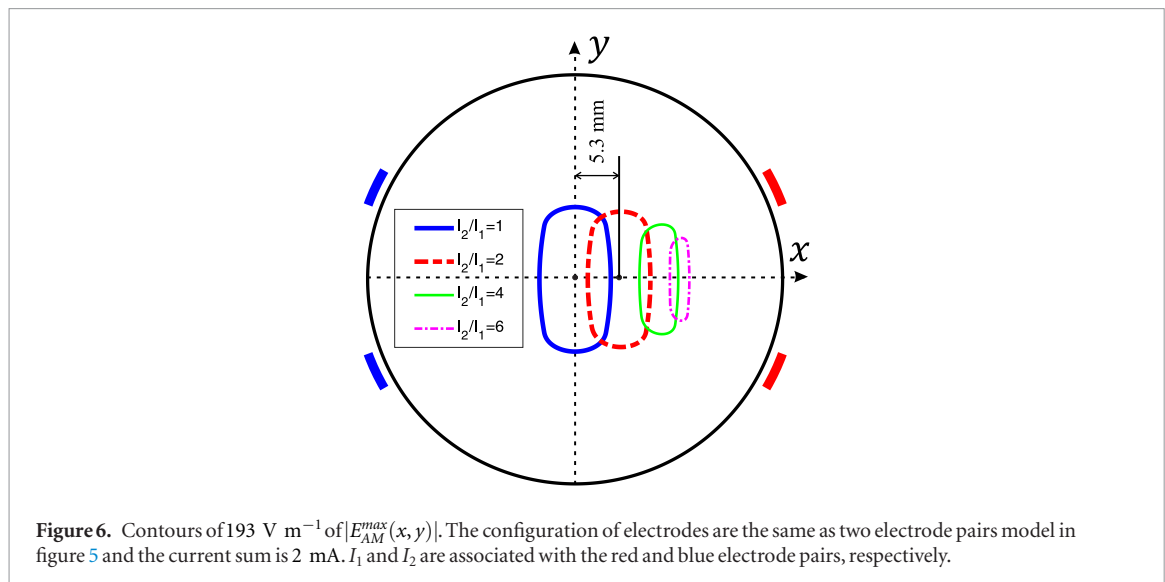 y
5.3 mm
x
I₂/I₁=1
I₂/I₁=2
I₂/I₁=4
I₂/I₁=6
Figure 6. Contours of 193 V m⁻¹ of |E_{AM}^{max}(x, y)|. The configuration of electrodes are the same as two electrode pairs model in
figure 5 and the current sum is 2 mA. I₁ and I₂ are associated with the red and blue electrode pairs, respectively.